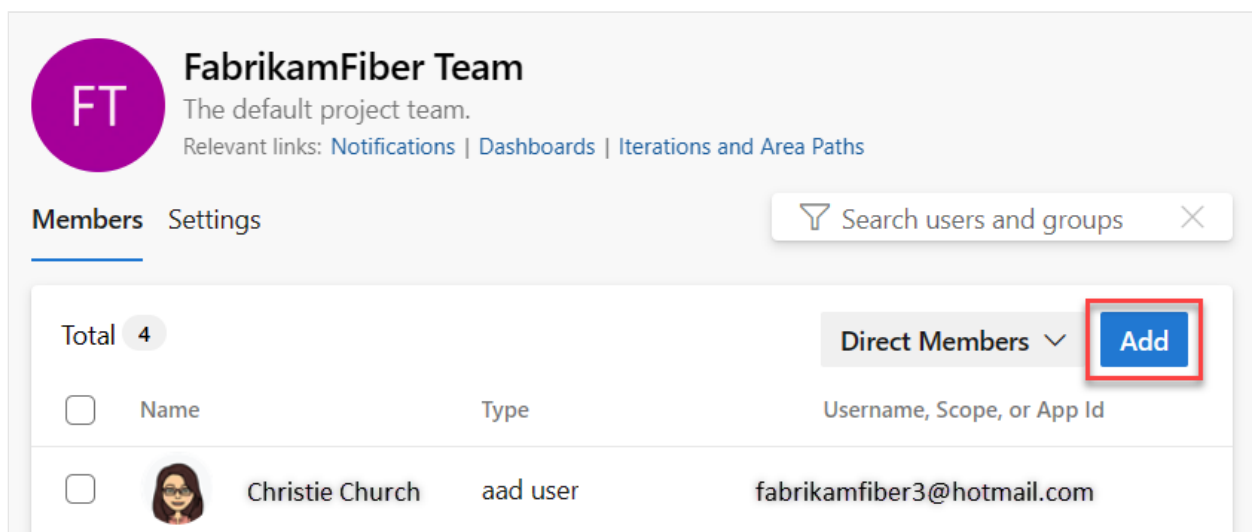 FT
FabrikamFiber Team
The default project team.
Relevant links: Notifications | Dashboards | Iterations and Area Paths
Members Settings
Search users and groups
Total 4
Direct Members Add
Name Type Username, Scope, or App Id
Christie Church aad user fabrikamfiber3@hotmail.com